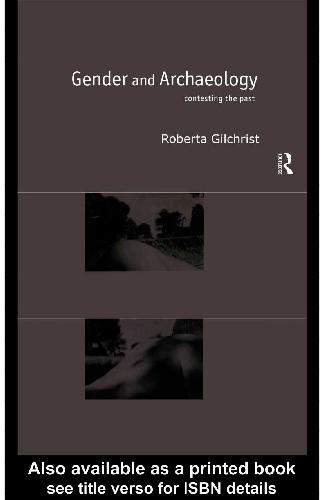 Gender and Archaeology
contesting the past
Roberta Gilchrist
R
ROUTLEDGE
Also available as a printed book
see title verso for ISBN details